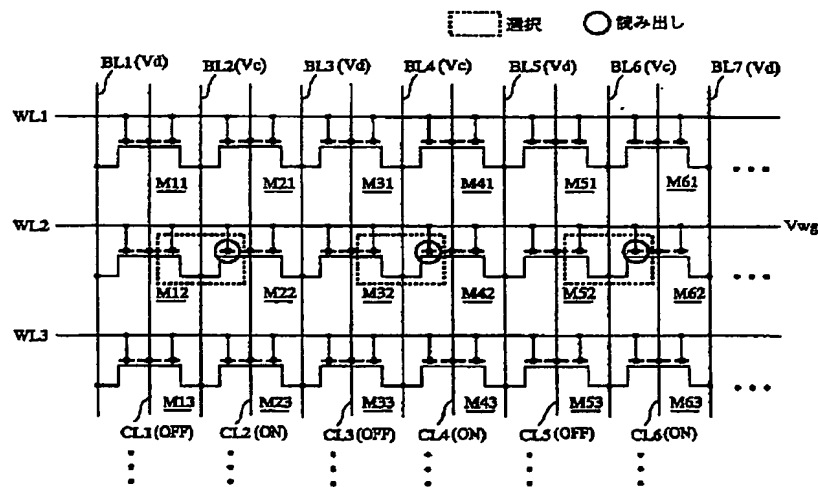 選択 読み出し
BL1(Vd) BL2(Vc) BL3(Vd) BL4(Vc) BL5(Vd) BL6(Vc) BL7(Vd)
WL1
M11 M21 M31 M41 M51 M61
WL2 Vwg
M12 M22 M32 M42 M52 M62
WL3
M13 M23 M33 M43 M53 M63
CL1(OFF) CL2(ON) CL3(OFF) CL4(ON) CL5(OFF) CL6(ON)